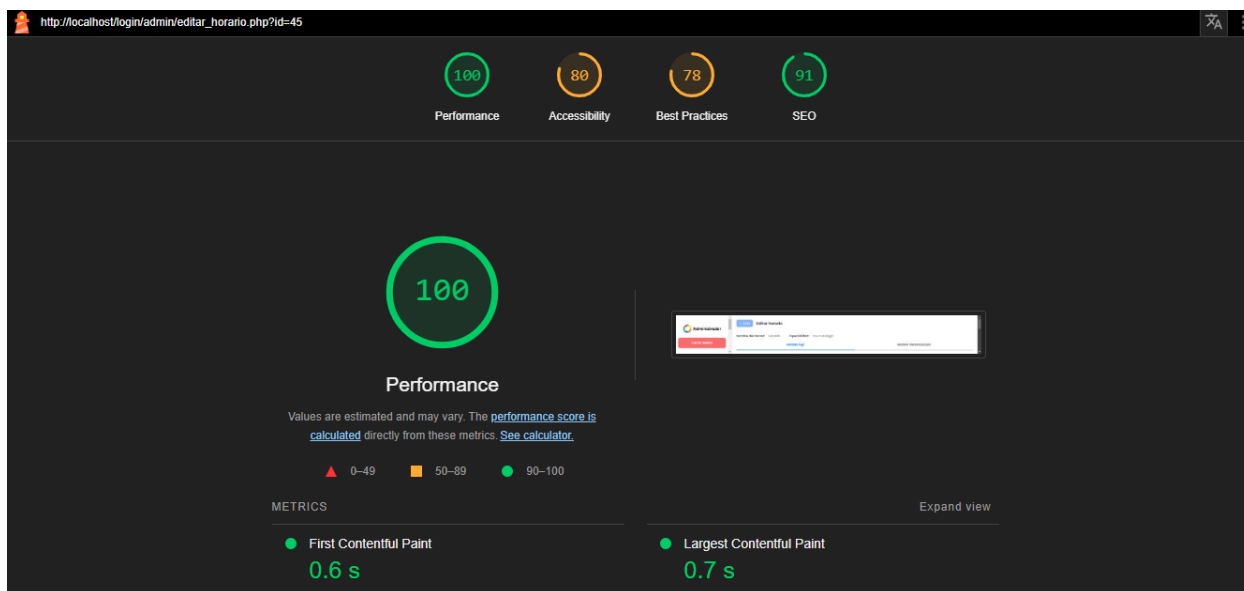 http://localhost/login/admin/editar_horario.php?id=45
100
80
78
91
Performance
Accessibility
Best Practices
SEO
100
Performance
Values are estimated and may vary. The performance score is
calculated directly from these metrics. See calculator.
0–49
50–89
90–100
METRICS
Expand view
First Contentful Paint
0.6 s
Largest Contentful Paint
0.7 s